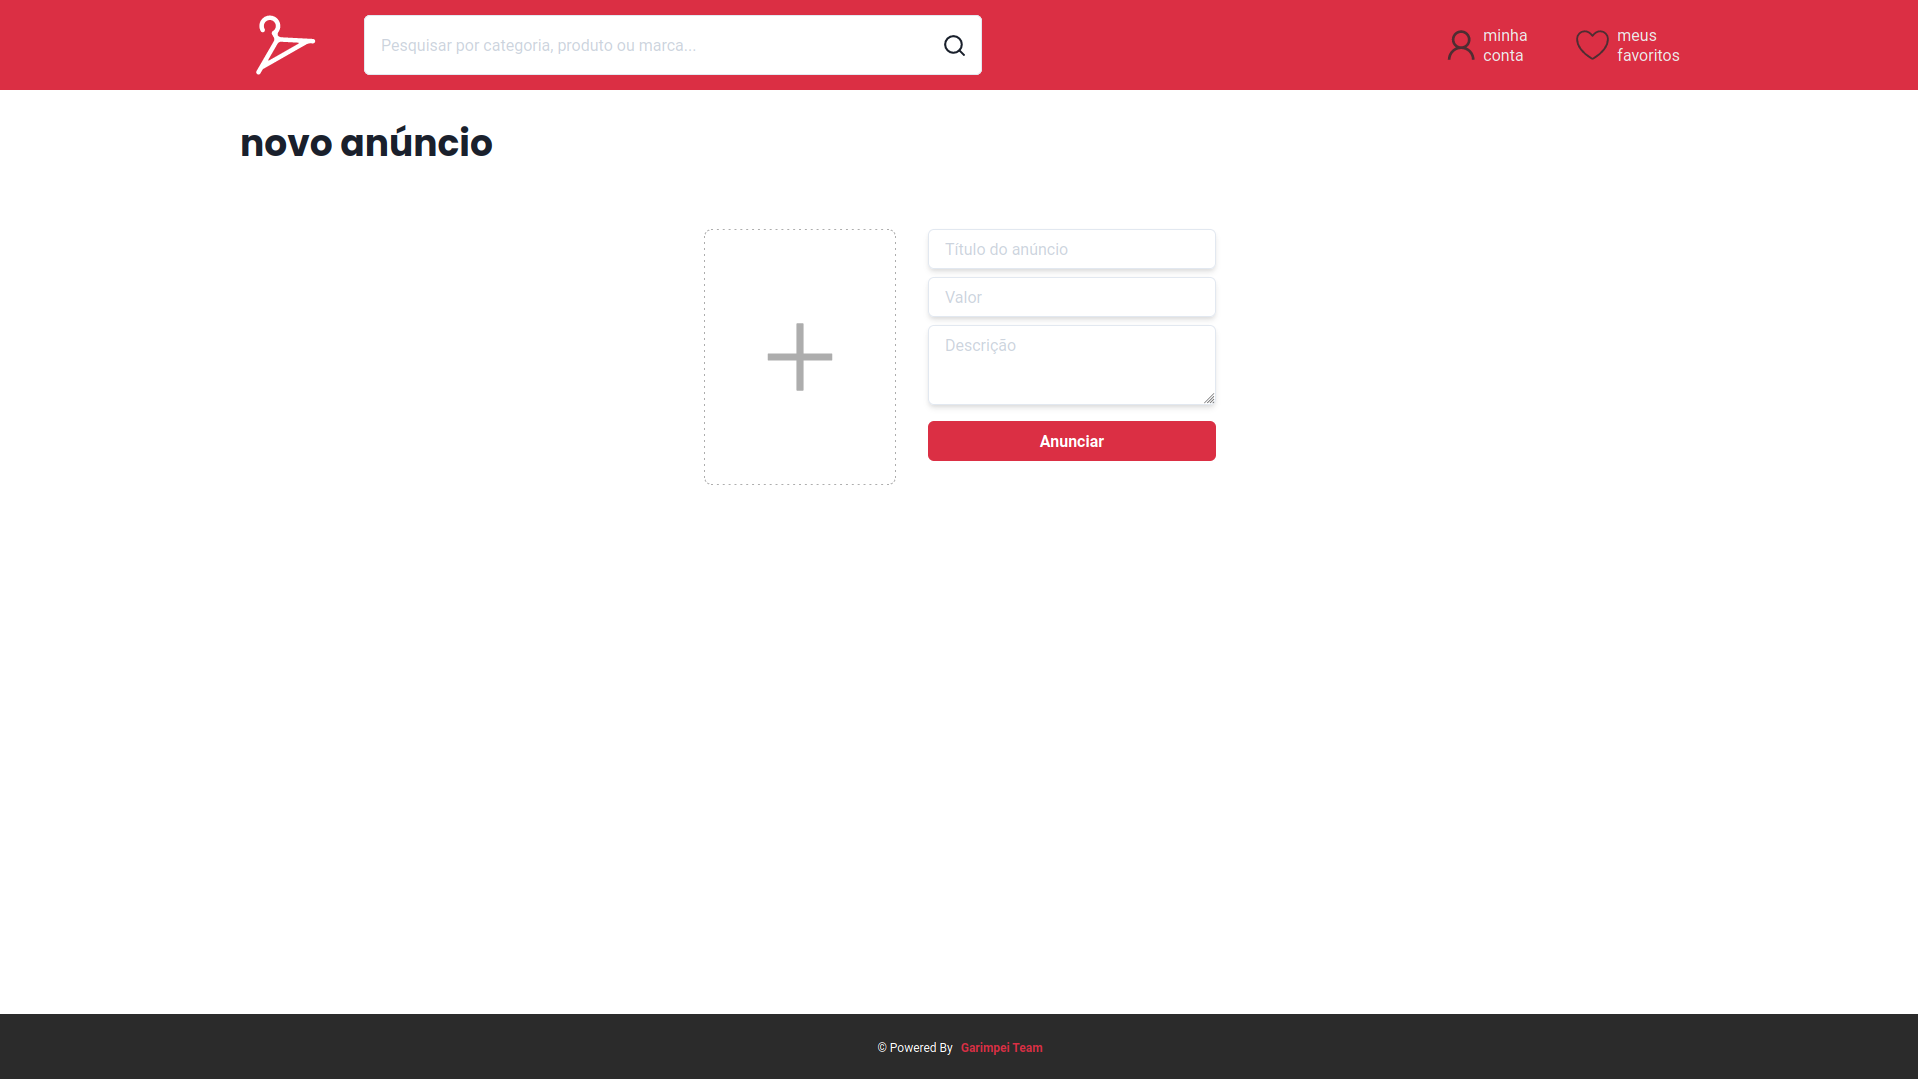 Pesquisar por categoria, produto ou marca...
minha
conta
meus
favoritos
novo anúncio
Título do anúncio
Valor
Descrição
Anunciar
© Powered By Garimpei Team